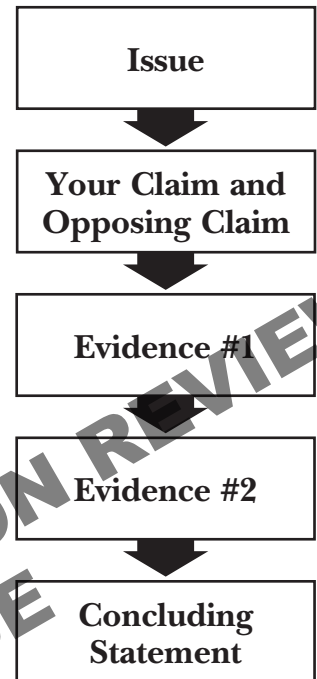 Issue
Your Claim and
Opposing Claim
Evidence #1
Evidence #2
Concluding
Statement